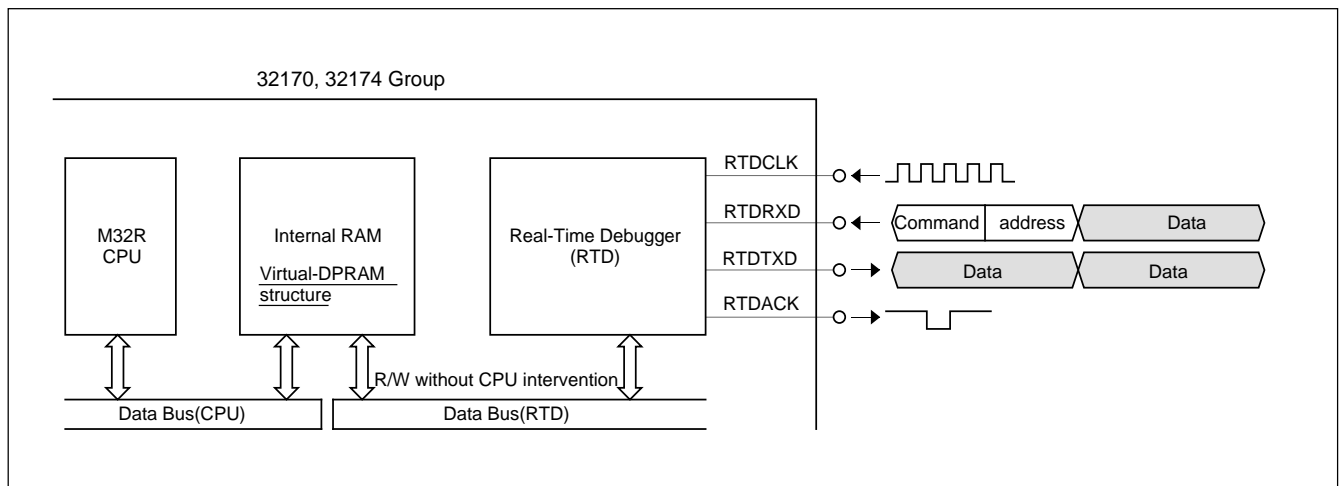 32170, 32174 Group
M32R
CPU
Internal RAM
Virtual-DPRAM
structure
Real-Time Debugger
(RTD)
RTDCLK
RTDRXD
RTDTXD
RTDACK
Command
address
Data
Data
Data
R/W without CPU intervention
Data Bus(CPU)
Data Bus(RTD)